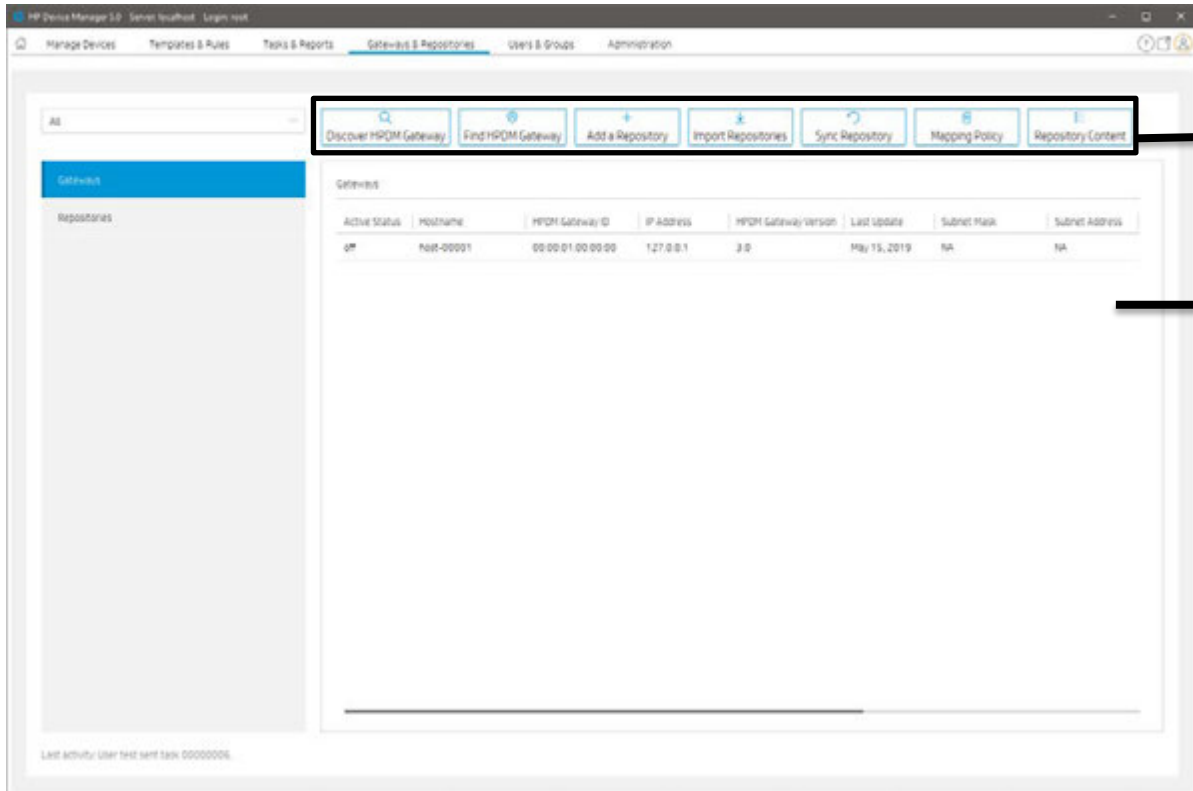 HP Device Manager 5.0 Server: localhost Login: root
Manage Devices Templates & Rules Tasks & Reports Gateways & Repositories Users & Groups Administration
All
Discover HPDM Gateway Find HPDM Gateway Add a Repository Import Repositories Sync Repository Mapping Policy Repository Content
Gateways
Repositories
Gateways
Active Status Hostname HPDM Gateway ID IP Address HPDM Gateway Version Last Update Subnet Mask Subnet Address
off host-00001 00:00:01:00:00:00 127.0.0.1 3.0 May 15, 2019 NA NA
Last activity: User test sent task 00000006.